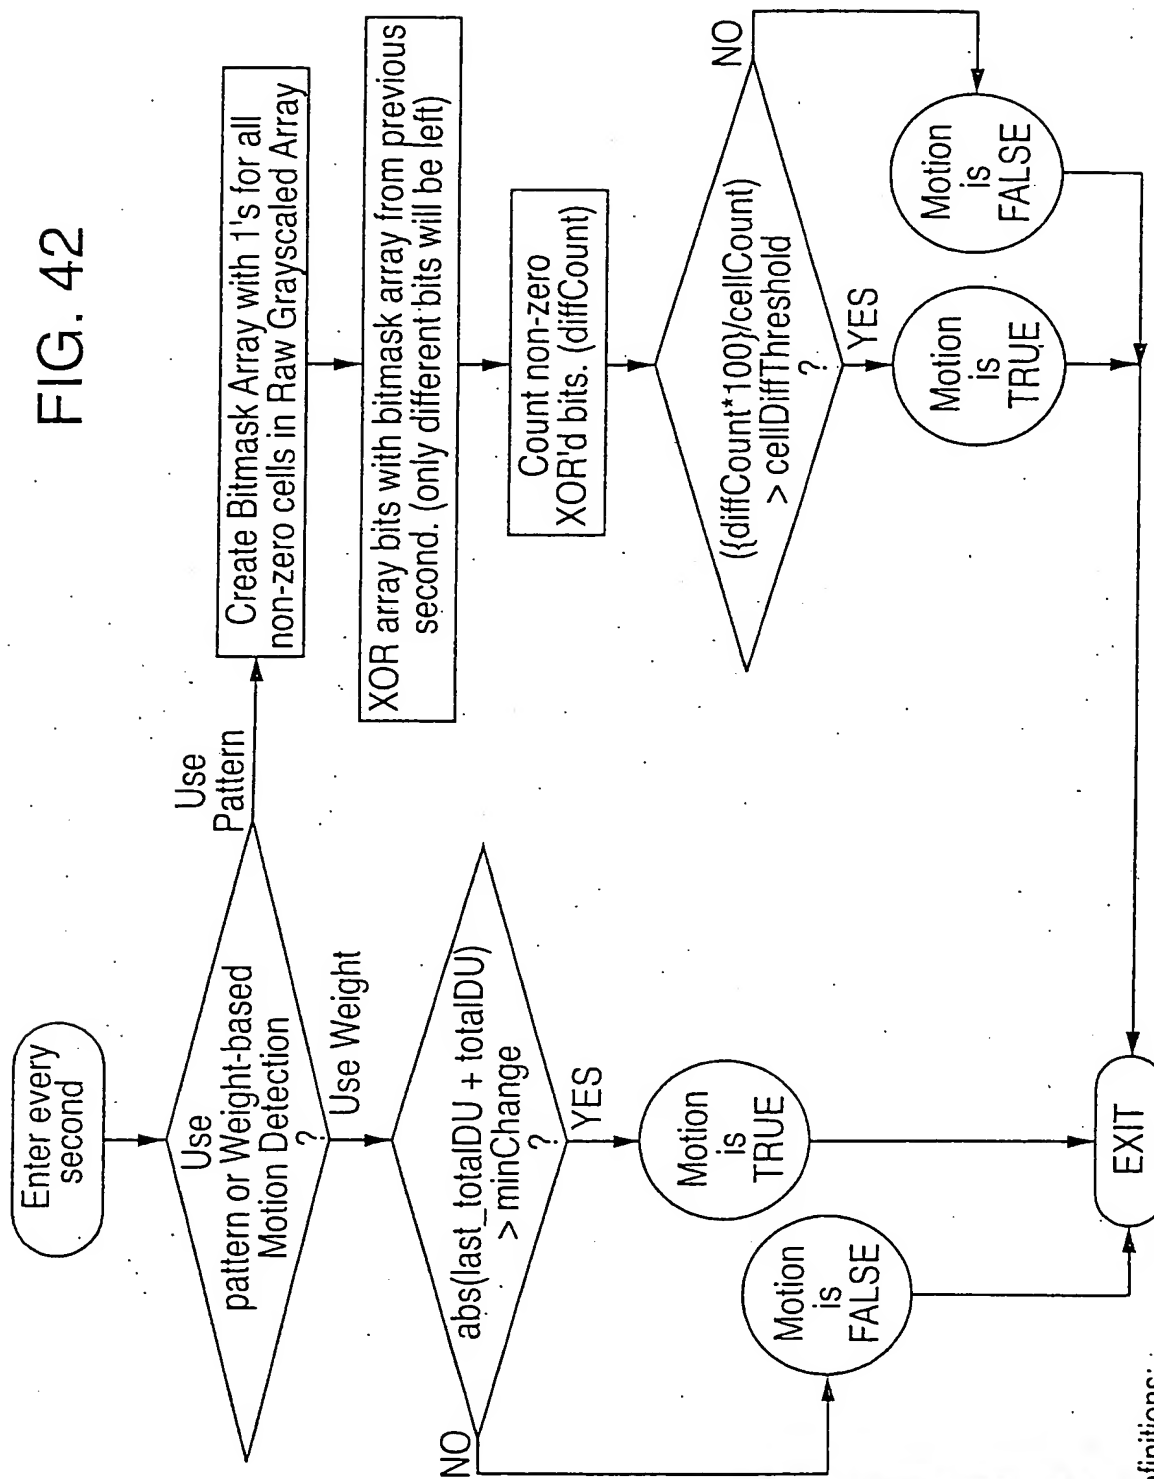 FIG. 42
Enter every
second
Use
pattern or Weight-based
Motion Detection
?
Use
Pattern
Use Weight
Create Bitmask Array with 1's for all
non-zero cells in Raw Grayscaled Array
XOR array bits with bitmask array from previous
second. (only different bits will be left)
Count non-zero
XOR'd bits. (diffCount)
({diffCount*100}/cellCount)
> cellDiffThreshold
?
NO
YES
Motion
is
FALSE
Motion
is
TRUE
abs(last_totalDU + totalDU)
> minChange
?
NO
YES
Motion
is
TRUE
Motion
is
FALSE
EXIT
finitions: